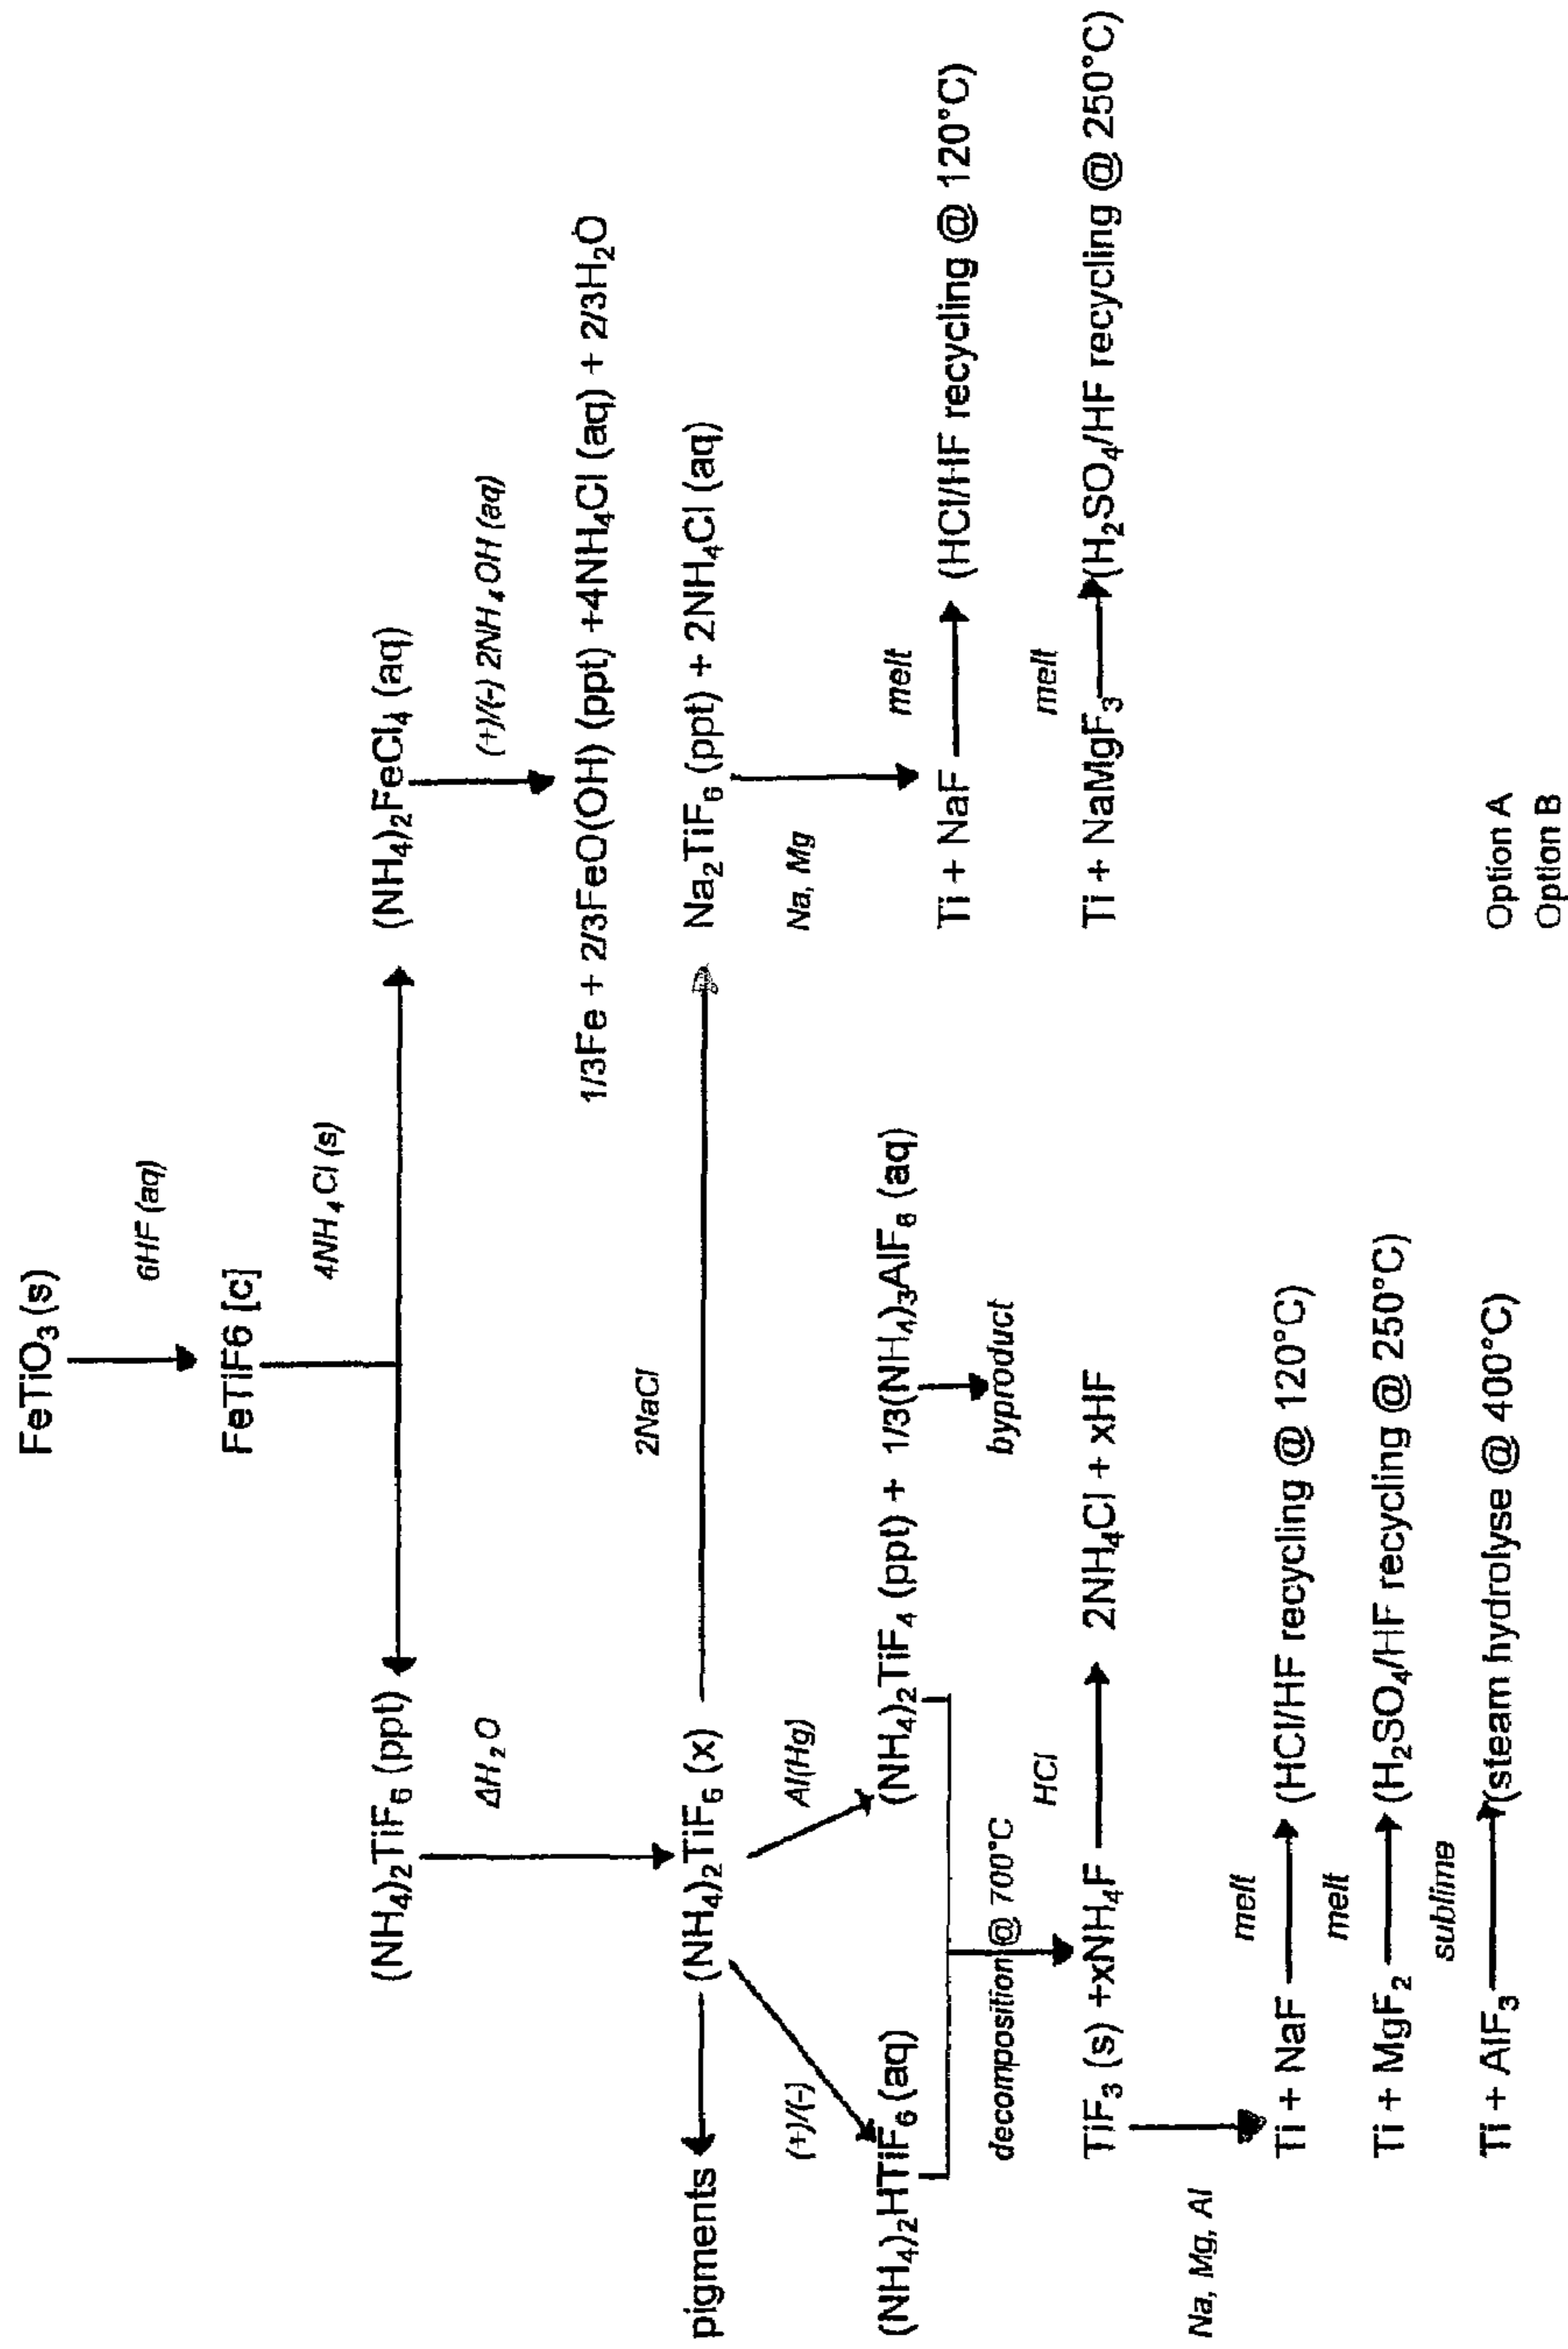 FeTiO₃ (s)
6HF (aq)
FeTiF6 [c]
4NH₄Cl (s)
(NH₄)₂TiF₆ (ppt)
(NH₄)₂FeCl₄ (aq)
ΔH₂O
(+)/(-) 2NH₄OH (aq)
1/3Fe + 2/3FeO(OH) (ppt) +4NH₄Cl (aq) + 2/3H₂O
2NaCl
pigments
(NH₄)₂TiF₆ (x)
Na₂TiF₆ (ppt) + 2NH₄Cl (aq)
(+)/(-)
Al(Hg)
Na, Mg
melt
(NH₄)₂HTiF₆ (aq)
(NH₄)₂TiF₄ (ppt) + 1/3(NH₄)₃AlF₆ (aq)
Ti + NaF
(HCl/HF recycling @ 120°C)
decomposition @ 700°C
byproduct
HCl
melt
TiF₃ (s) +xNH₄F
2NH₄Cl + xHF
Ti + NaMgF₃
(H₂SO₄/HF recycling @ 250°C)
Na, Mg, Al
melt
Ti + NaF
(HCl/HF recycling @ 120°C)
melt
Ti + MgF₂
(H₂SO₄/HF recycling @ 250°C)
sublime
Ti + AlF₃
(steam hydrolyse @ 400°C)
Option A
Option B